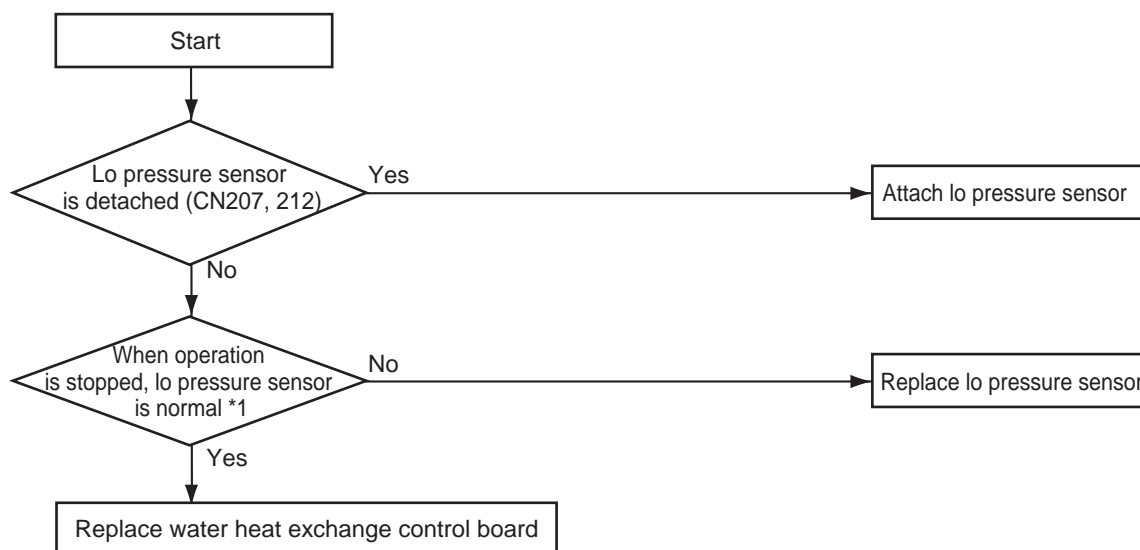 Start
Lo pressure sensor
is detached (CN207, 212)
Yes
Attach lo pressure sensor
No
When operation
is stopped, lo pressure sensor
is normal *1
No
Replace lo pressure sensor
Yes
Replace water heat exchange control board